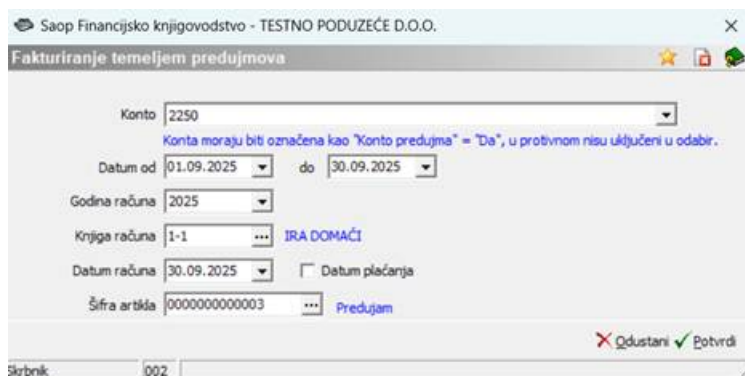 Saop Financijsko knjigovodstvo - TESTNO PODUZEĆE D.O.O.
Fakturiranje temeljem predujmova
Konto 2250
Konta moraju biti označena kao "Konto predujma" = "Da", u protivnom nisu uključeni u odabir.
Datum od 01.09.2025 do 30.09.2025
Godina računa 2025
Knjiga računa 1-1 ... IRA DOMAĆI
Datum računa 30.09.2025 Datum plaćanja
Šifra artikla 0000000000003 ... Predujam
Odustani Potvrdi
Skrbnik 002